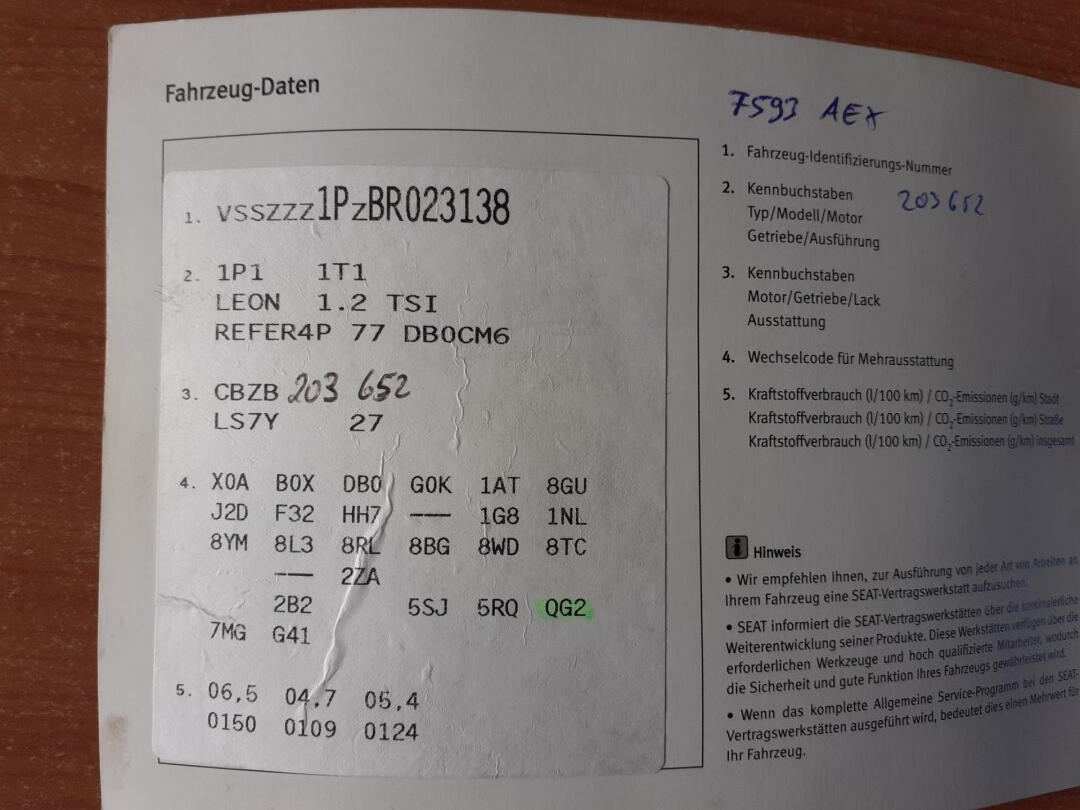 Fahrzeug-Daten
1. VSSZZZ1PZBR023138
2. 1P1 1T1
LEON 1.2 TSI
REFER4P 77 DB0CM6
3. CBZB 203 652
LS7Y 27
4. X0A B0X DB0 G0K 1AT 8GU
J2D F32 HH7 --- 1G8 1NL
8YM 8L3 8RL 8BG 8WD 8TC
--- 2ZA
2B2 5SJ 5RQ QG2
7MG G41
5. 06,5 04,7 05,4
0150 0109 0124
7593 AEX
1. Fahrzeug-Identifizierungs-Nummer
2. Kennbuchstaben 203652
Typ/Modell/Motor
Getriebe/Ausführung
3. Kennbuchstaben
Motor/Getriebe/Lack
Ausstattung
4. Wechselcode für Mehrausstattung
5. Kraftstoffverbrauch (l/100 km) / CO₂-Emissionen (g/km) Stadt
Kraftstoffverbrauch (l/100 km) / CO₂-Emissionen (g/km) Straße
Kraftstoffverbrauch (l/100 km) / CO₂-Emissionen (g/km) insgesamt
i Hinweis
• Wir empfehlen Ihnen, zur Ausführung von jeder Art von Arbeiten an
Ihrem Fahrzeug eine SEAT-Vertragswerkstatt aufzusuchen.
• SEAT informiert die SEAT-Vertragswerkstätten über die kontinuierliche
Weiterentwicklung seiner Produkte. Diese Werkstätten verfügen über die
erforderlichen Werkzeuge und hoch qualifizierte Mitarbeiter, wodurch
die Sicherheit und gute Funktion Ihres Fahrzeugs gewährleistet wird.
• Wenn das komplette Allgemeine Service-Programm bei den SEAT-
Vertragswerkstätten ausgeführt wird, bedeutet dies einen Mehrwert für
Ihr Fahrzeug.